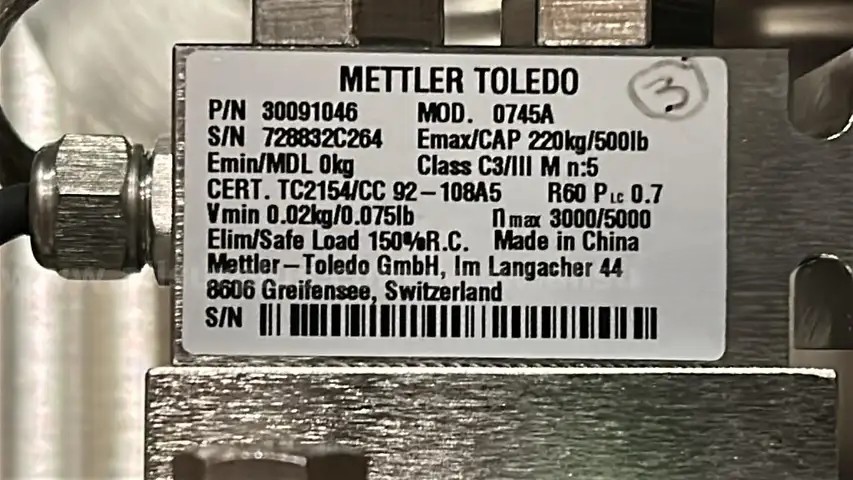 METTLER TOLEDO
3
P/N 30091046 MOD. 0745A
S/N 728832C264 Emax/CAP 220kg/500lb
Emin/MDL 0kg Class C3/III M n:5
CERT. TC2154/CC 92-108A5 R60 PLC 0.7
Vmin 0.02kg/0.075lb nmax 3000/5000
Elim/Safe Load 150%R.C. Made in China
Mettler-Toledo GmbH, Im Langacher 44
8606 Greifensee, Switzerland
S/N